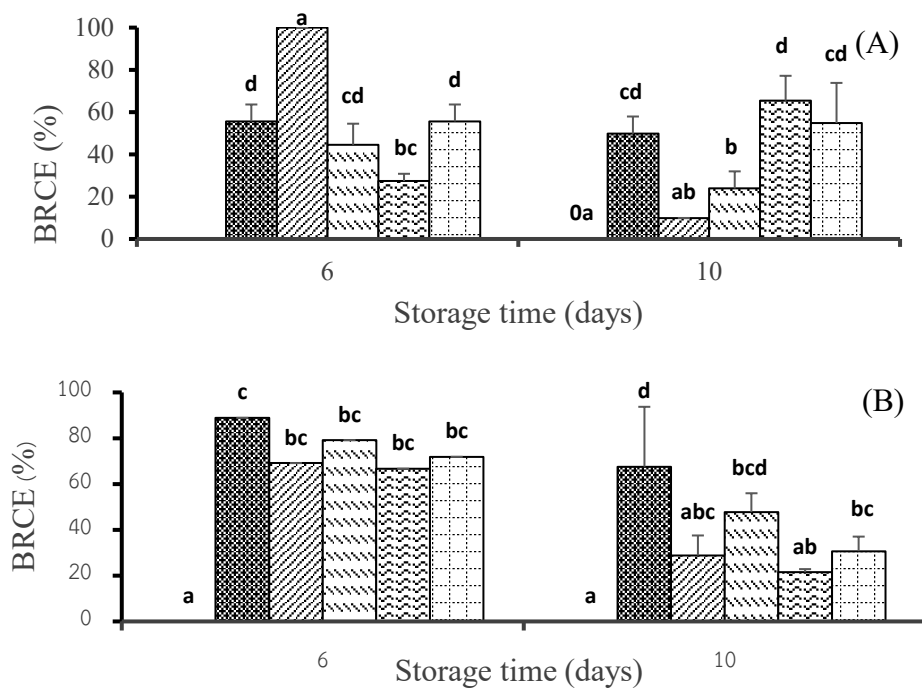 (A)
BRCE (%)
100
80
60
40
20
0
d
a
cd
bc
d
0a
cd
ab
b
d
cd
6
10
Storage time (days)
(B)
BRCE (%)
100
80
60
40
20
0
a
c
bc
bc
bc
bc
a
d
abc
bcd
ab
bc
6
10
Storage time (days)